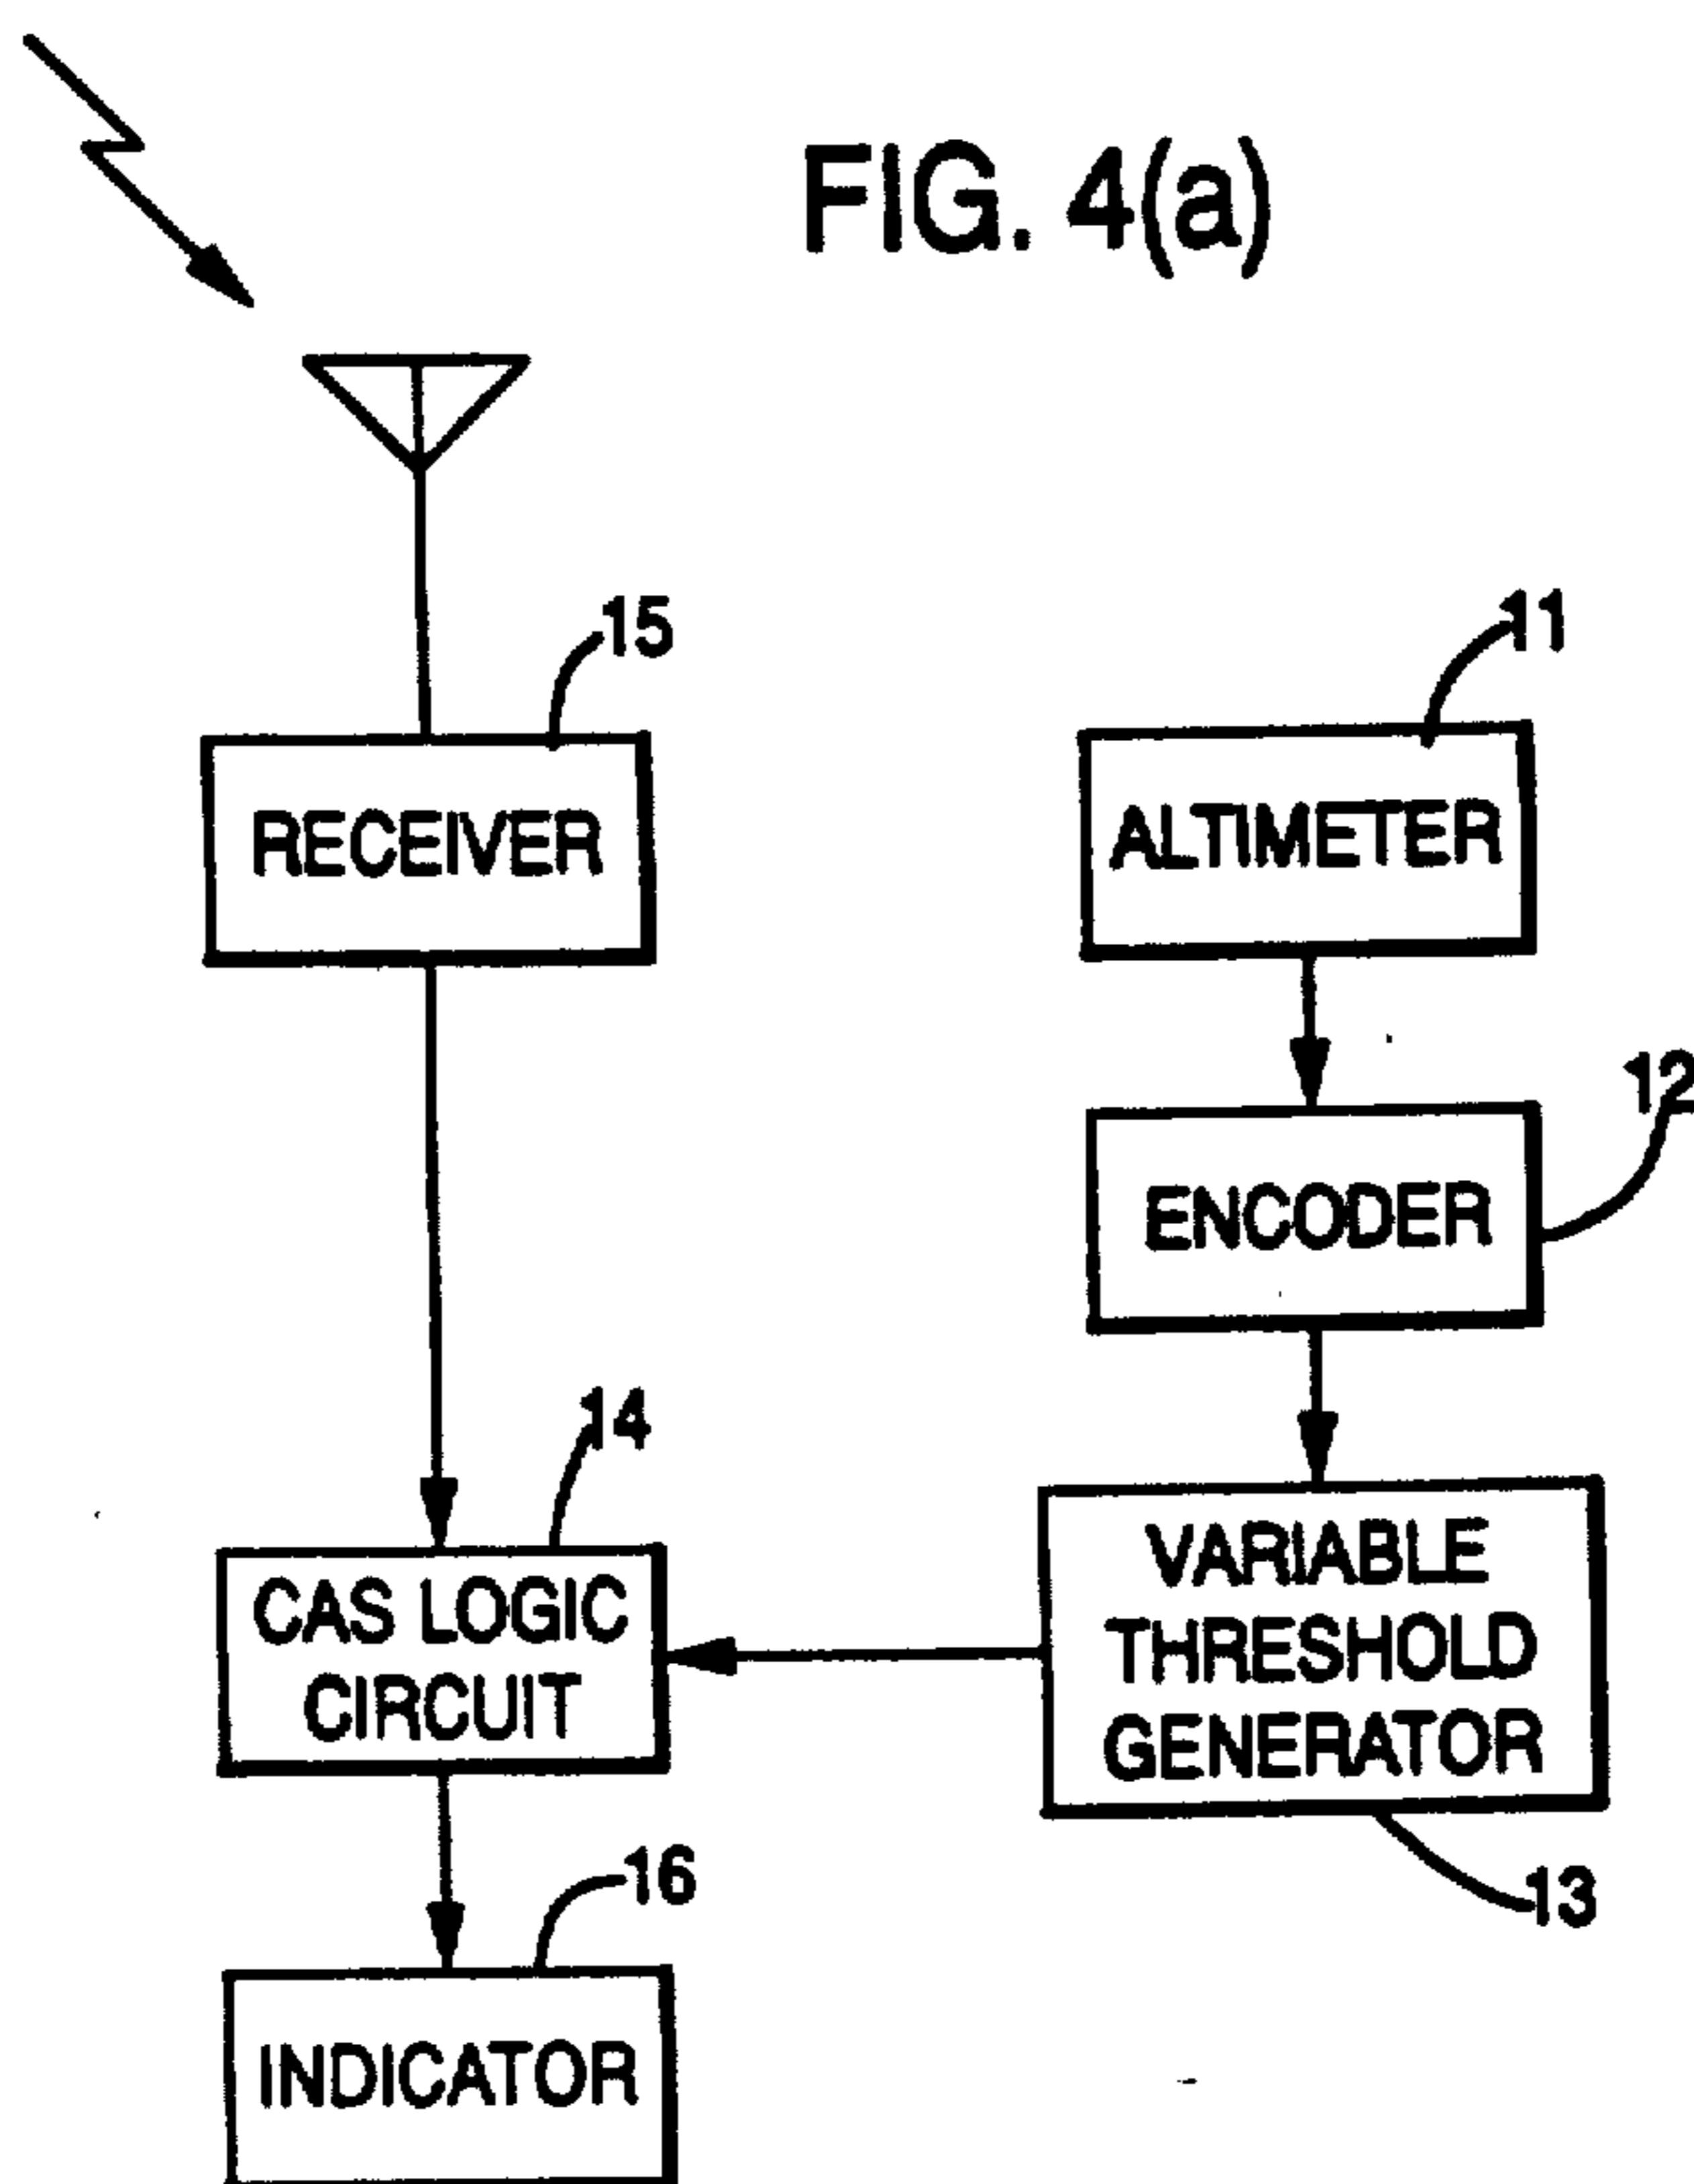 FIG. 4(a)
15
11
RECEIVER
ALTIMETER
12
ENCODER
14
CAS LOGIC
CIRCUIT
VARIABLE
THRESHOLD
GENERATOR
16
13
INDICATOR